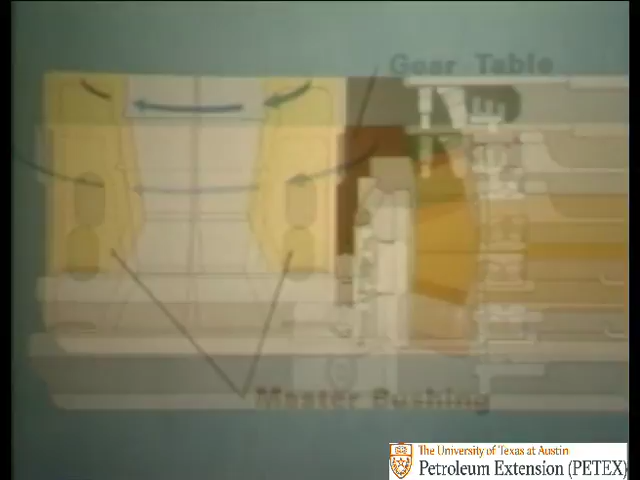 Gear Table
Master Bushing
The University of Texas at Austin
Petroleum Extension (PETEX)